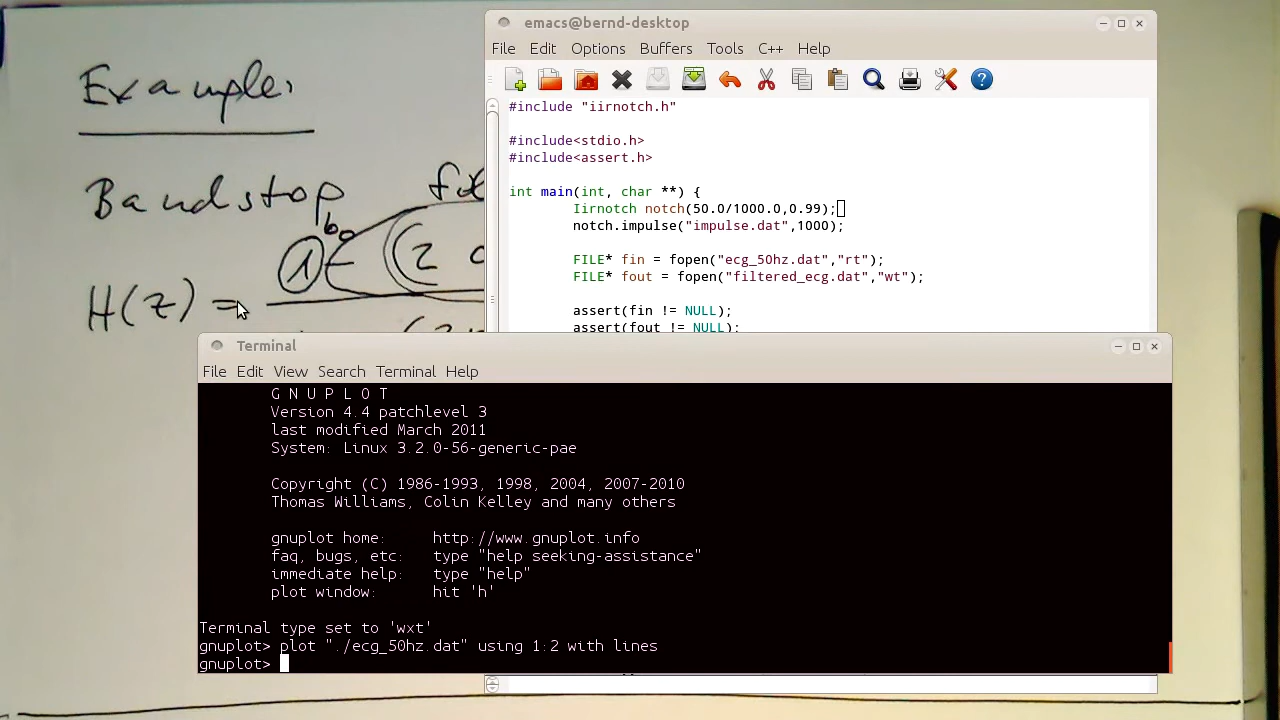 Example:
Bandstop
b0
1
H(z) =
emacs@bernd-desktop
File Edit Options Buffers Tools C++ Help
#include "iirnotch.h"
#include<stdio.h>
#include<assert.h>
int main(int, char **) {
Iirnotch notch(50.0/1000.0,0.99);
notch.impulse("impulse.dat",1000);
FILE* fin = fopen("ecg_50hz.dat","rt");
FILE* fout = fopen("filtered_ecg.dat","wt");
assert(fin != NULL);
assert(fout != NULL);
Terminal
File Edit View Search Terminal Help
G N U P L O T
Version 4.4 patchlevel 3
last modified March 2011
System: Linux 3.2.0-56-generic-pae
Copyright (C) 1986-1993, 1998, 2004, 2007-2010
Thomas Williams, Colin Kelley and many others
gnuplot home: http://www.gnuplot.info
faq, bugs, etc: type "help seeking-assistance"
immediate help: type "help"
plot window: hit 'h'
Terminal type set to 'wxt'
gnuplot> plot "./ecg_50hz.dat" using 1:2 with lines
gnuplot>